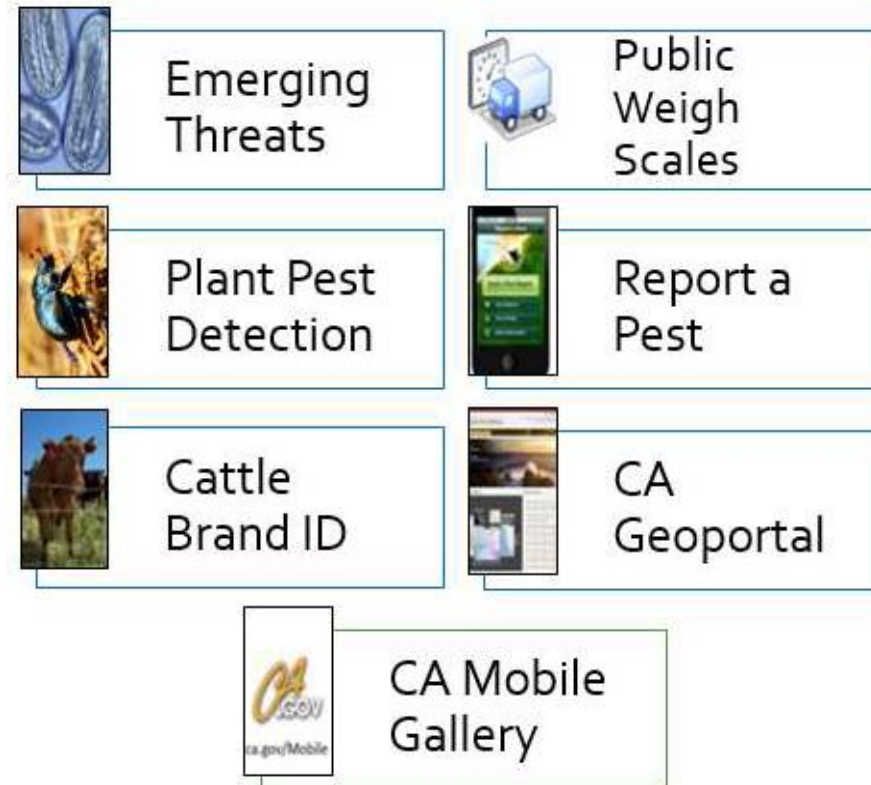 Emerging
Threats
Public
Weigh
Scales
Plant Pest
Detection
Report a
Pest
Cattle
Brand ID
CA
Geoportal
CA
.GOV
ca.gov/Mobile
CA Mobile
Gallery